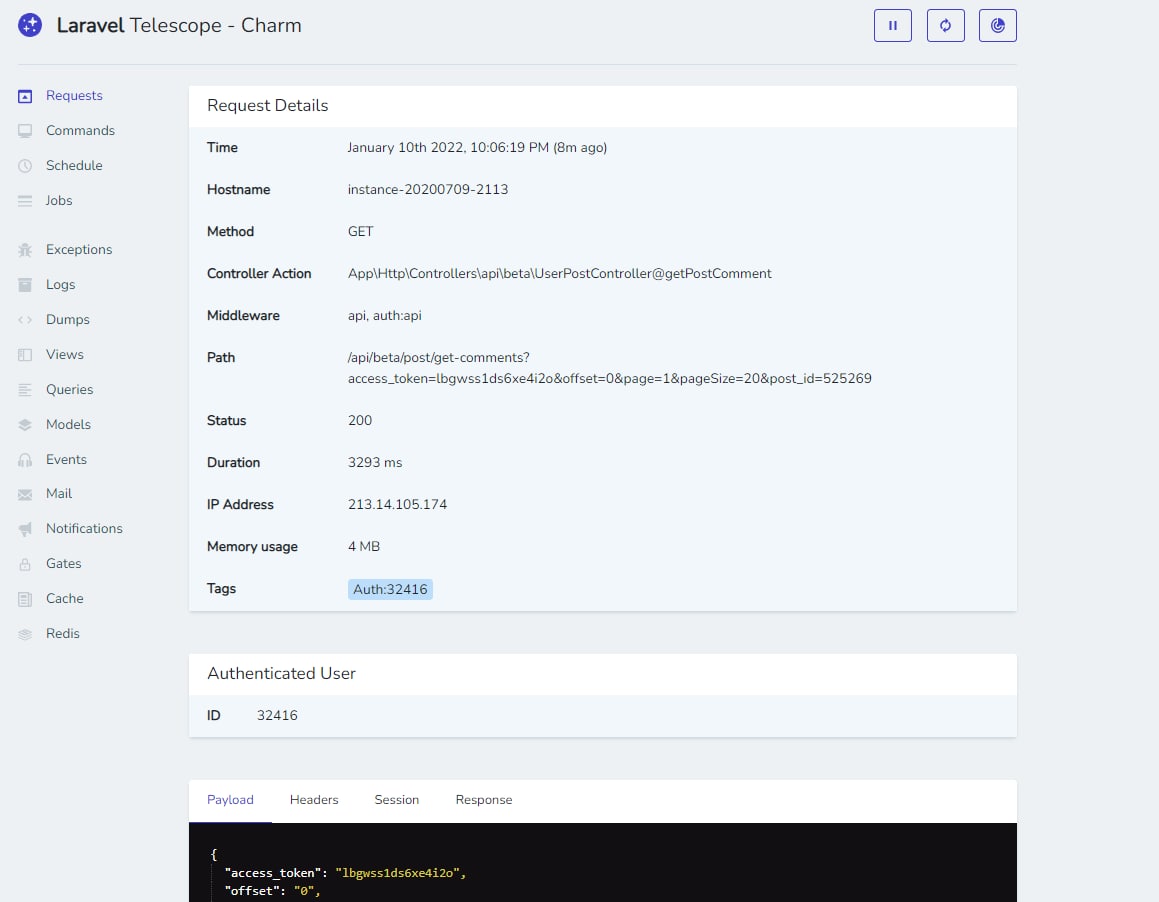 Laravel Telescope - Charm
Requests
Commands
Schedule
Jobs
Exceptions
Logs
Dumps
Views
Queries
Models
Events
Mail
Notifications
Gates
Cache
Redis
Request Details
Time January 10th 2022, 10:06:19 PM (8m ago)
Hostname instance-20200709-2113
Method GET
Controller Action App\Http\Controllers\api\beta\UserPostController@getPostComment
Middleware api, auth:api
Path /api/beta/post/get-comments?
access_token=lbgwss1ds6xe4i2o&offset=0&page=1&pageSize=20&post_id=525269
Status 200
Duration 3293 ms
IP Address 213.14.105.174
Memory usage 4 MB
Tags Auth:32416
Authenticated User
ID 32416
Payload Headers Session Response
{
"access_token": "lbgwss1ds6xe4i2o",
"offset": "0",